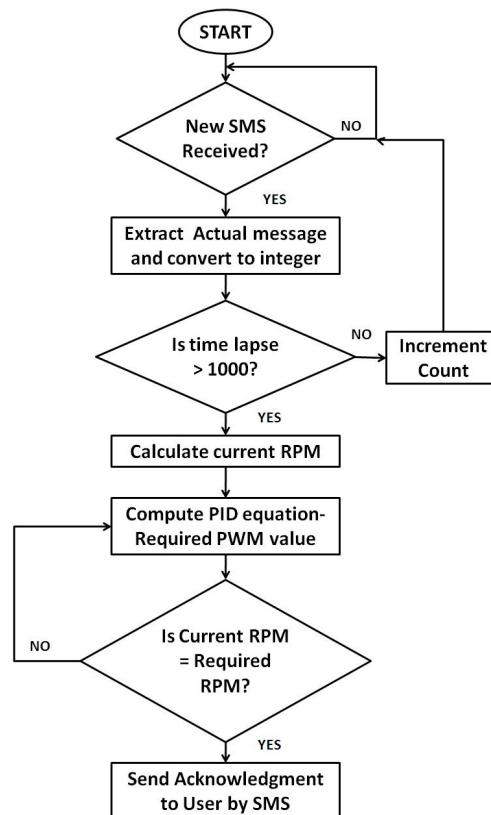 START
New SMS
Received?
NO
YES
Extract Actual message
and convert to integer
Is time lapse
> 1000?
NO
Increment
Count
YES
Calculate current RPM
Compute PID equation-
Required PWM value
Is Current RPM
= Required
RPM?
NO
YES
Send Acknowledgment
to User by SMS